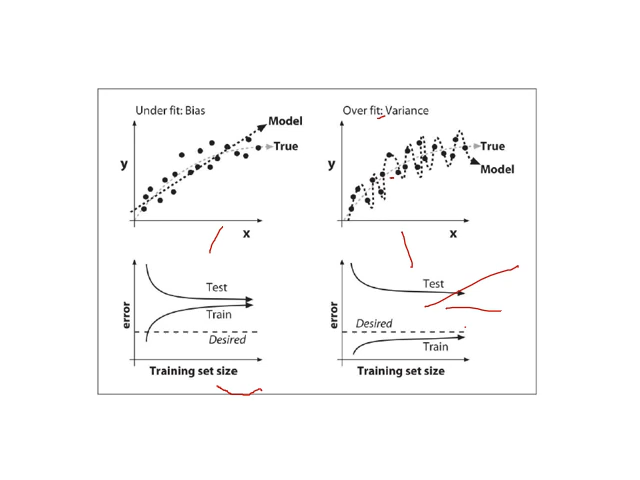 Under fit: Bias
Over fit: Variance
Model
True
y
x
True
Model
y
x
Test
Train
Desired
error
Training set size
Test
Desired
Train
error
Training set size